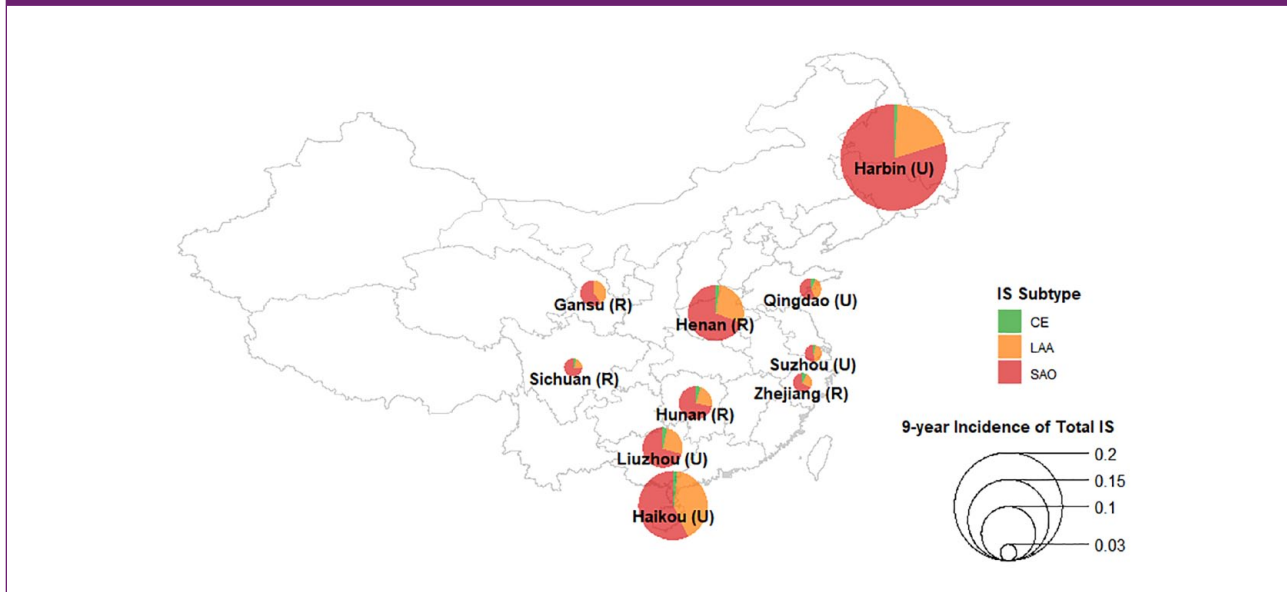 Harbin (U)
Gansu (R)
Henan (R)
Qingdao (U)
Suzhou (U)
Sichuan (R)
Zhejiang (R)
Hunan (R)
Liuzhou (U)
Haikou (U)
IS Subtype
CE
LAA
SAO
9-year Incidence of Total IS
0.2
0.15
0.1
0.03